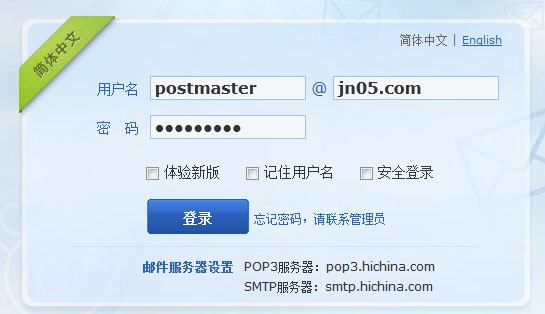 简体中文
简体中文 | English
用户名 postmaster @ jn05.com
密 码 ●●●●●●●●●
体验新版 记住用户名 安全登录
登录 忘记密码，请联系管理员
邮件服务器设置 POP3服务器：pop3.hichina.com
SMTP服务器：smtp.hichina.com